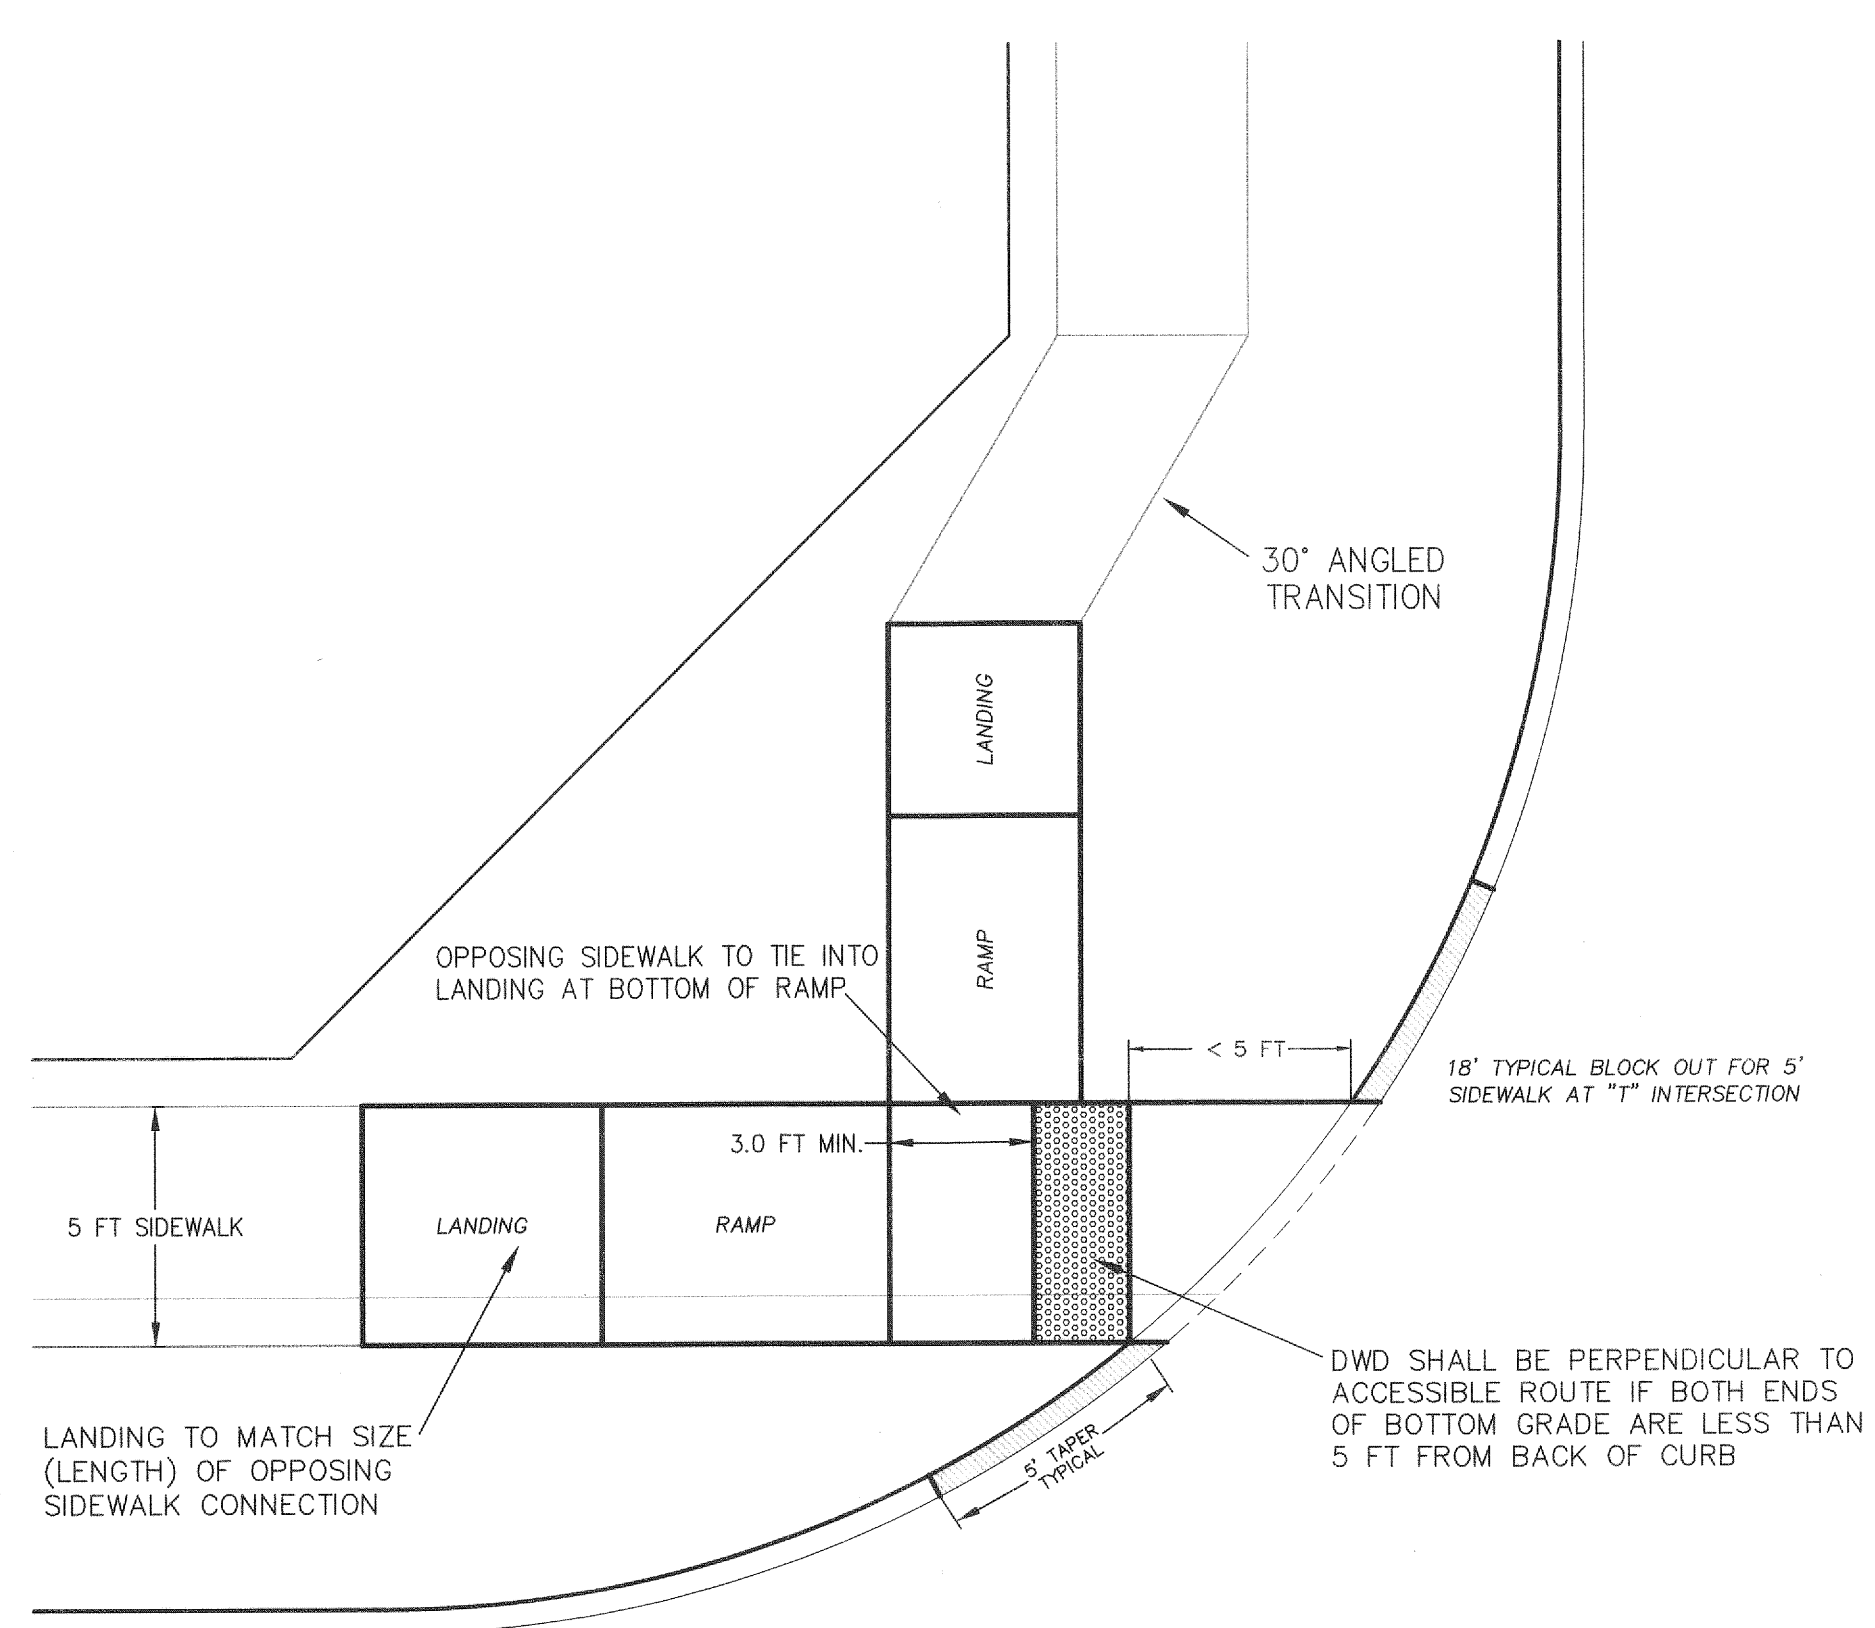 30° ANGLED
TRANSITION
LANDING
RAMP
OPPOSING SIDEWALK TO TIE INTO
LANDING AT BOTTOM OF RAMP
< 5 FT
18' TYPICAL BLOCK OUT FOR 5'
SIDEWALK AT "T" INTERSECTION
3.0 FT MIN.
5 FT SIDEWALK
LANDING
RAMP
DWD SHALL BE PERPENDICULAR TO
ACCESSIBLE ROUTE IF BOTH ENDS
OF BOTTOM GRADE ARE LESS THAN
5 FT FROM BACK OF CURB
LANDING TO MATCH SIZE
(LENGTH) OF OPPOSING
SIDEWALK CONNECTION
5' TAPER
TYPICAL